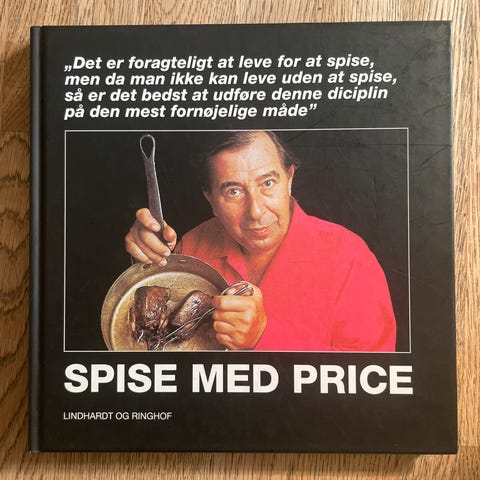 „Det er foragteligt at leve for at spise,
men da man ikke kan leve uden at spise,
så er det bedst at udføre denne diciplin
på den mest fornøjelige måde”
SPISE MED PRICE
LINDHARDT OG RINGHOF